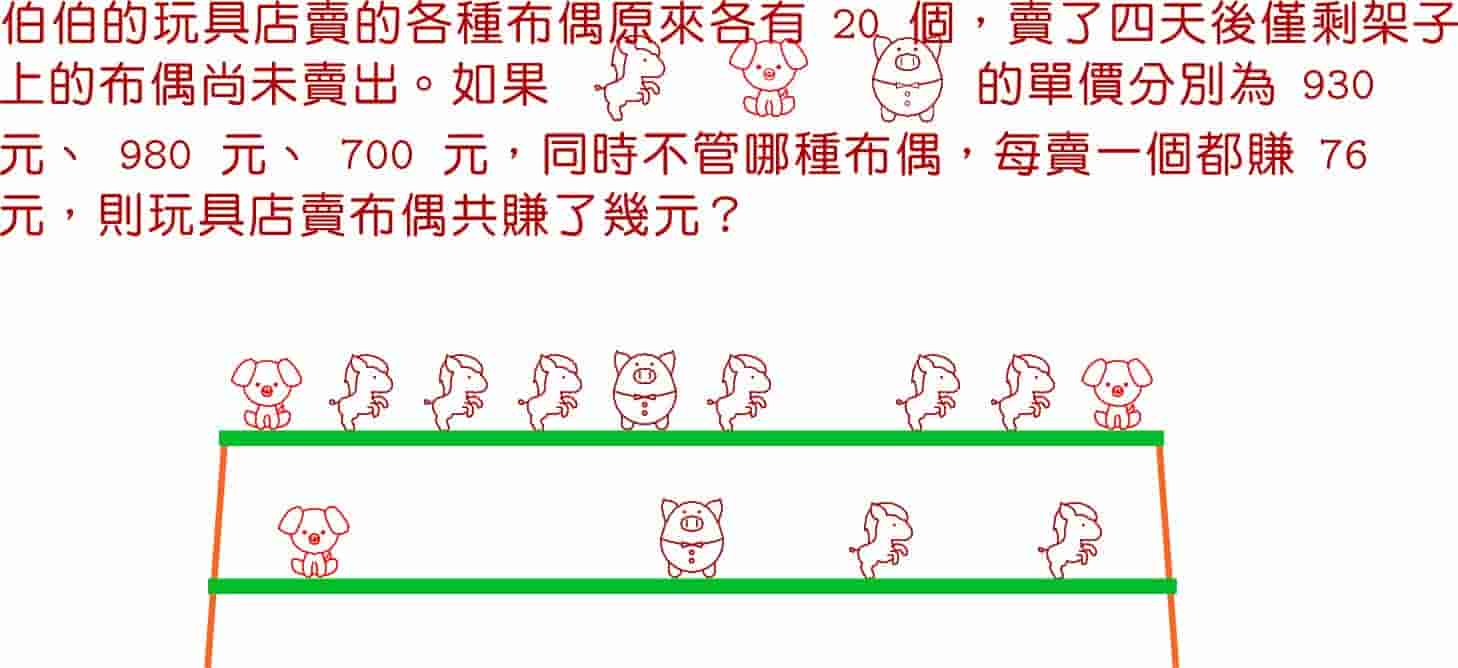 伯伯的玩具店賣的各種布偶原來各有 20 個，賣了四天後僅剩架子
上的布偶尚未賣出。如果 的單價分別為 930
元、 980 元、 700 元，同時不管哪種布偶，每賣一個都賺 76
元，則玩具店賣布偶共賺了幾元？